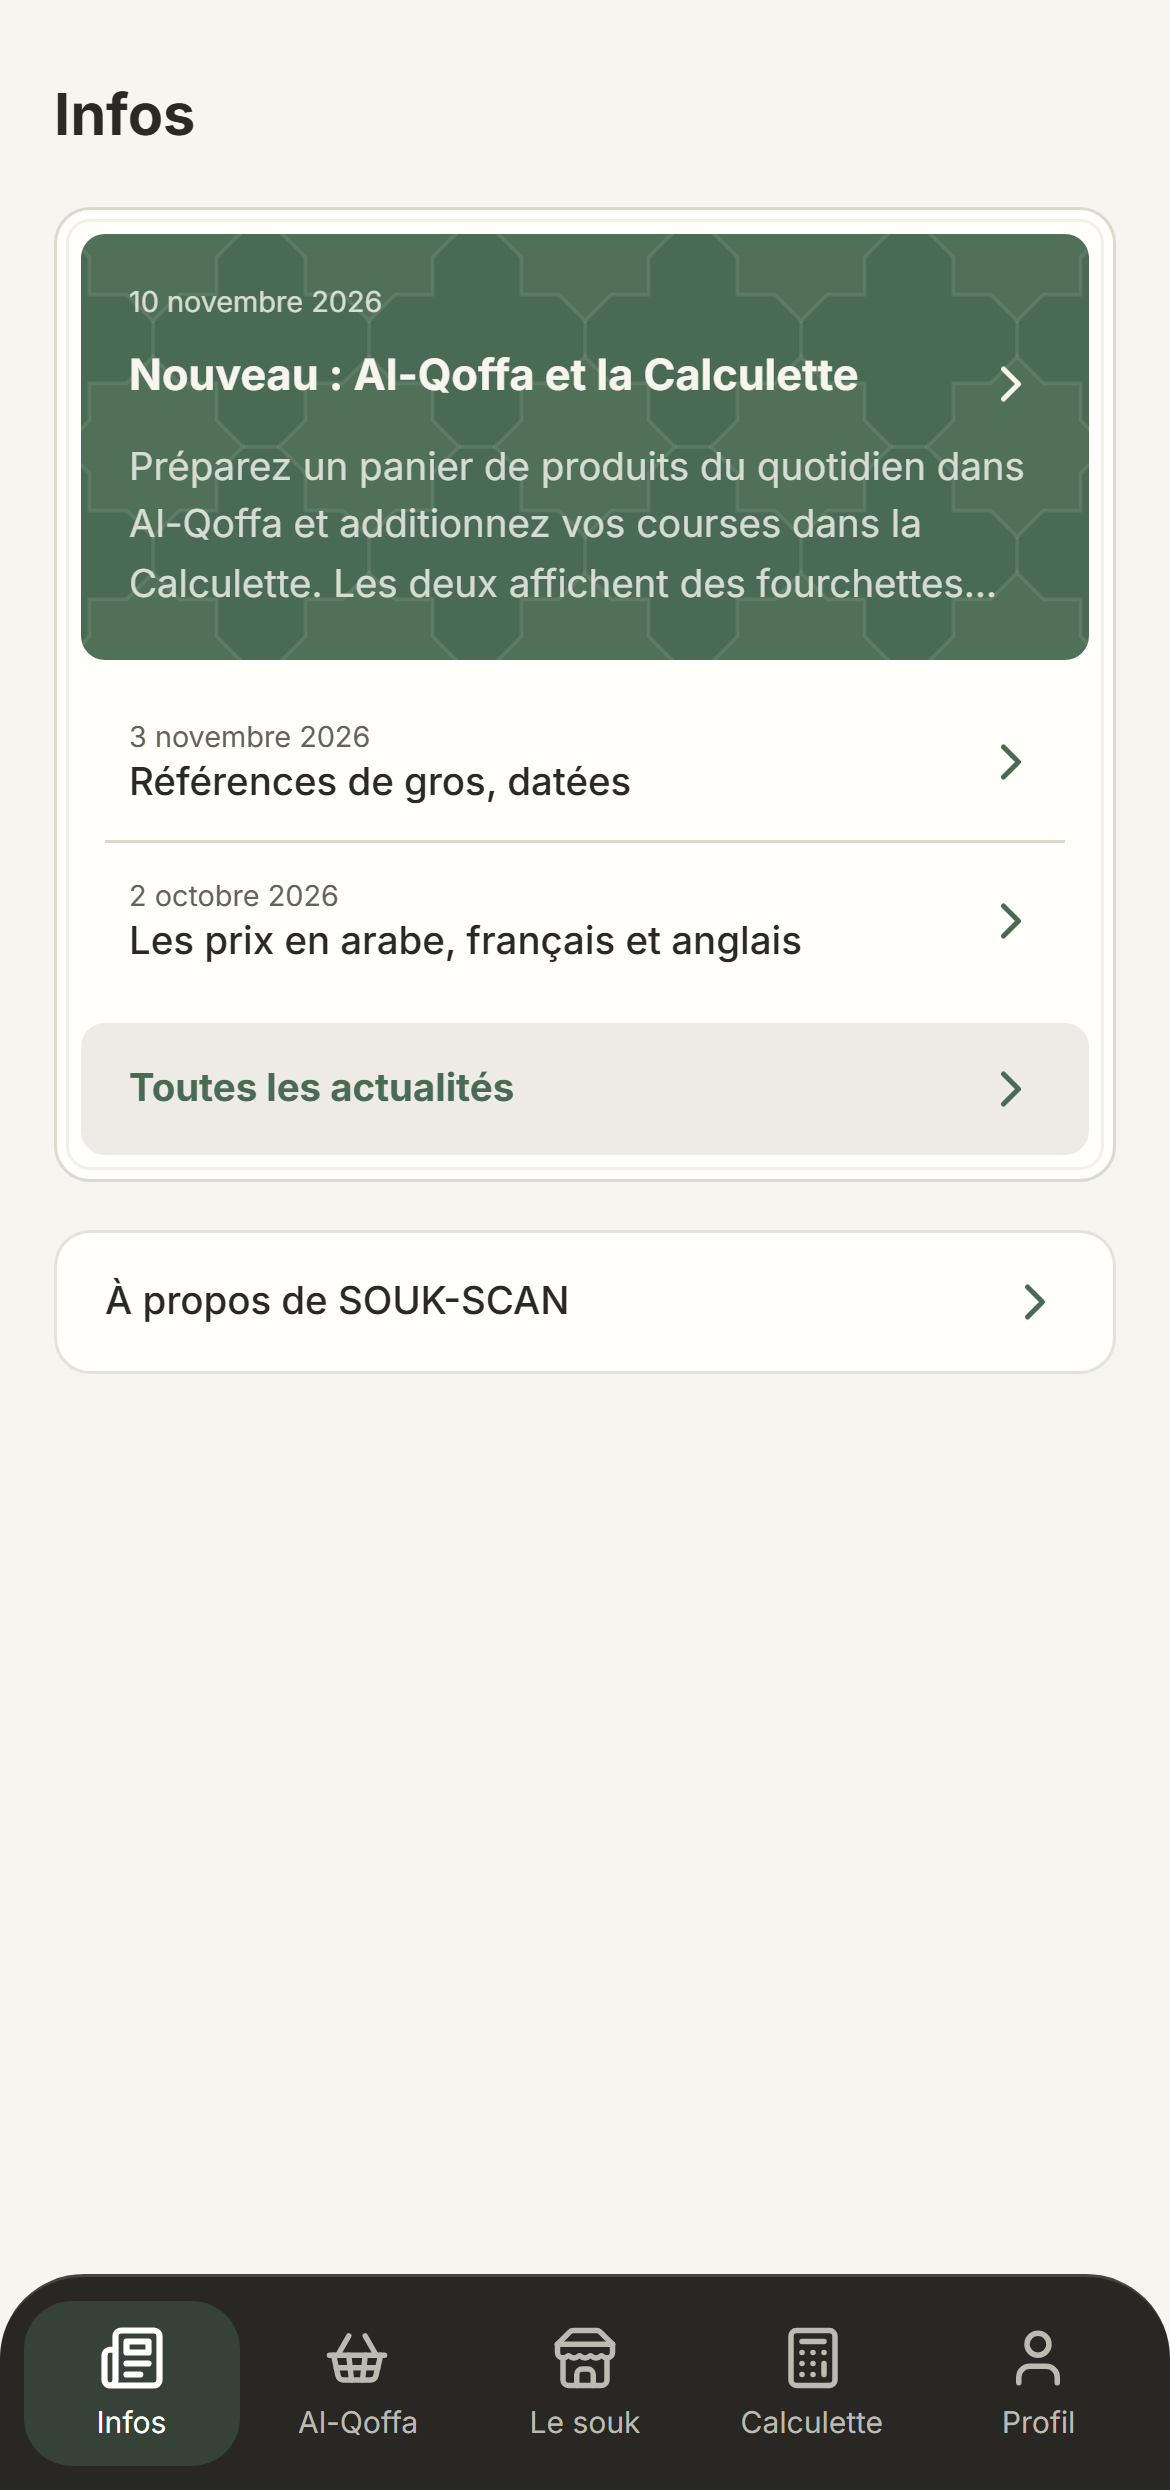 Infos
10 novembre 2026
Nouveau : Al-Qoffa et la Calculette
Préparez un panier de produits du quotidien dans
Al-Qoffa et additionnez vos courses dans la
Calculette. Les deux affichent des fourchettes...
3 novembre 2026
Références de gros, datées
2 octobre 2026
Les prix en arabe, français et anglais
Toutes les actualités
À propos de SOUK-SCAN
Infos
Al-Qoffa
Le souk
Calculette
Profil